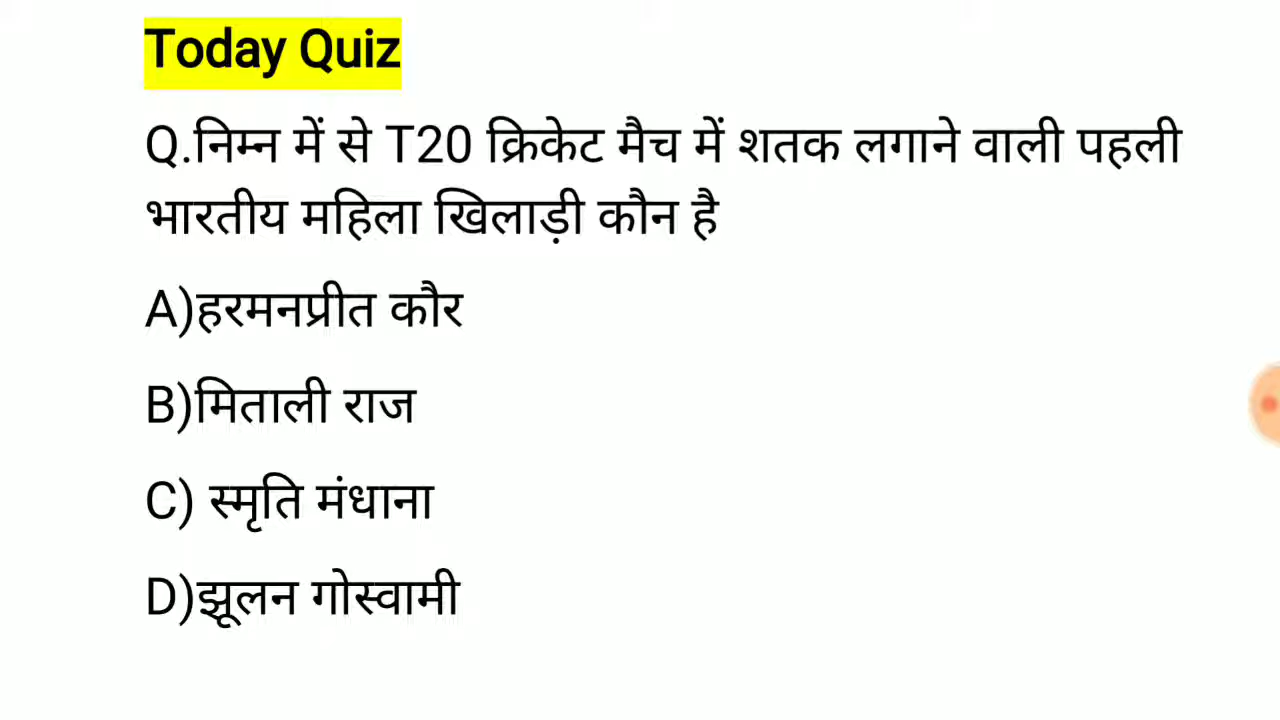 Today Quiz
Q.निम्न में से T20 क्रिकेट मैच में शतक लगाने वाली पहली
भारतीय महिला खिलाड़ी कौन है
A)हरमनप्रीत कौर
B)मिताली राज
C) स्मृति मंधाना
D)झूलन गोस्वामी